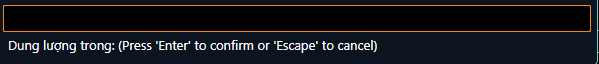 Dung lượng trong: (Press 'Enter' to confirm or 'Escape' to cancel)